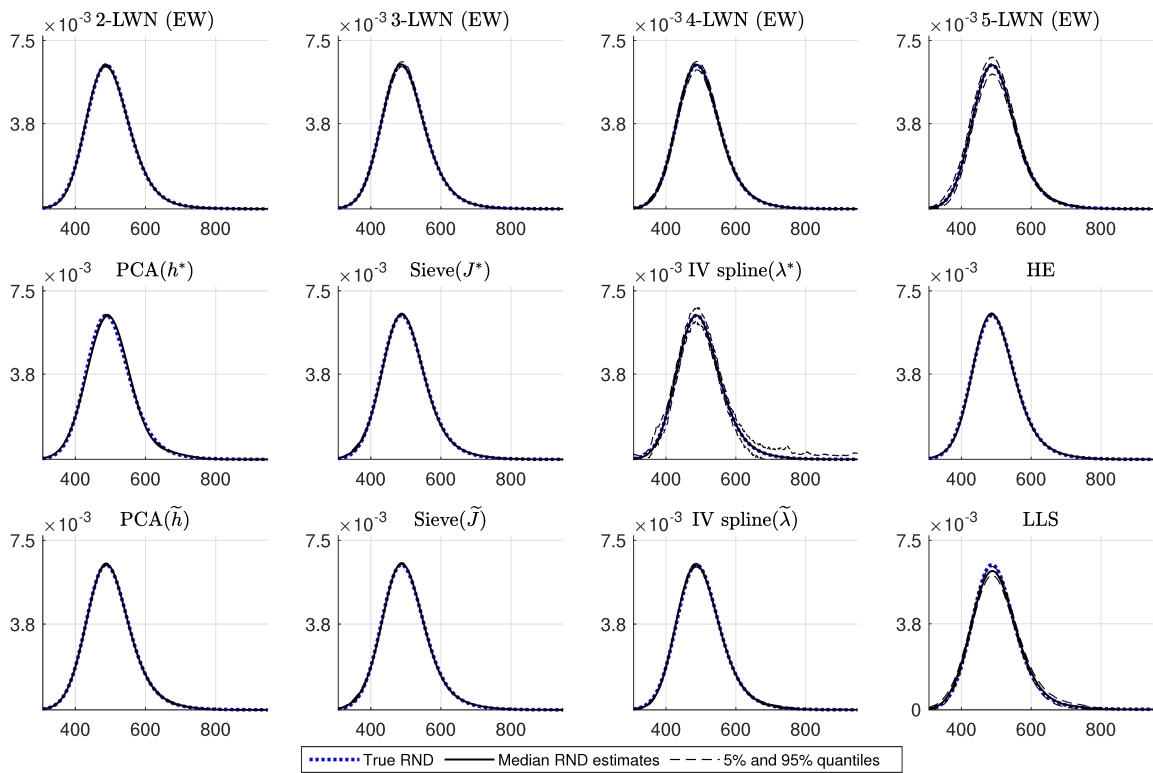 ×10⁻³ 2-LWN (EW) ×10⁻³ 3-LWN (EW) ×10⁻³ 4-LWN (EW) ×10⁻³ 5-LWN (EW)
7.5 7.5 7.5 7.5
3.8 3.8 3.8 3.8
400 600 800 400 600 800 400 600 800 400 600 800
×10⁻³ PCA(h*) ×10⁻³ Sieve(J*) ×10⁻³ IV spline(λ*) ×10⁻³ HE
7.5 7.5 7.5 7.5
3.8 3.8 3.8 3.8
400 600 800 400 600 800 400 600 800 400 600 800
×10⁻³ PCA(h̃) ×10⁻³ Sieve(J̃) ×10⁻³ IV spline(λ̃) ×10⁻³ LLS
7.5 7.5 7.5 7.5
3.8 3.8 3.8 3.8
0
400 600 800 400 600 800 400 600 800 400 600 800
True RND Median RND estimates 5% and 95% quantiles